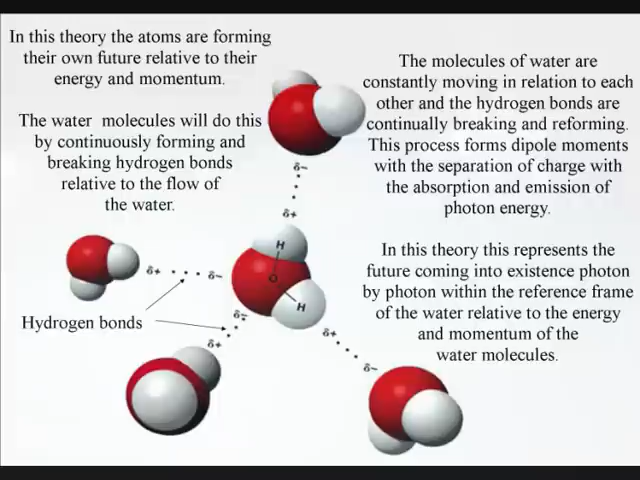 In this theory the atoms are forming
their own future relative to their
energy and momentum.
The water molecules will do this
by continuously forming and
breaking hydrogen bonds
relative to the flow of
the water.
The molecules of water are
constantly moving in relation to each
other and the hydrogen bonds are
continually breaking and reforming.
This process forms dipole moments
with the separation of charge with
the absorption and emission of
photon energy.
In this theory this represents the
future coming into existence photon
by photon within the reference frame
of the water relative to the energy
and momentum of the
water molecules.
δ−
δ+
H
O
H
δ+
δ−
Hydrogen bonds
δ−
δ+
δ+
δ−